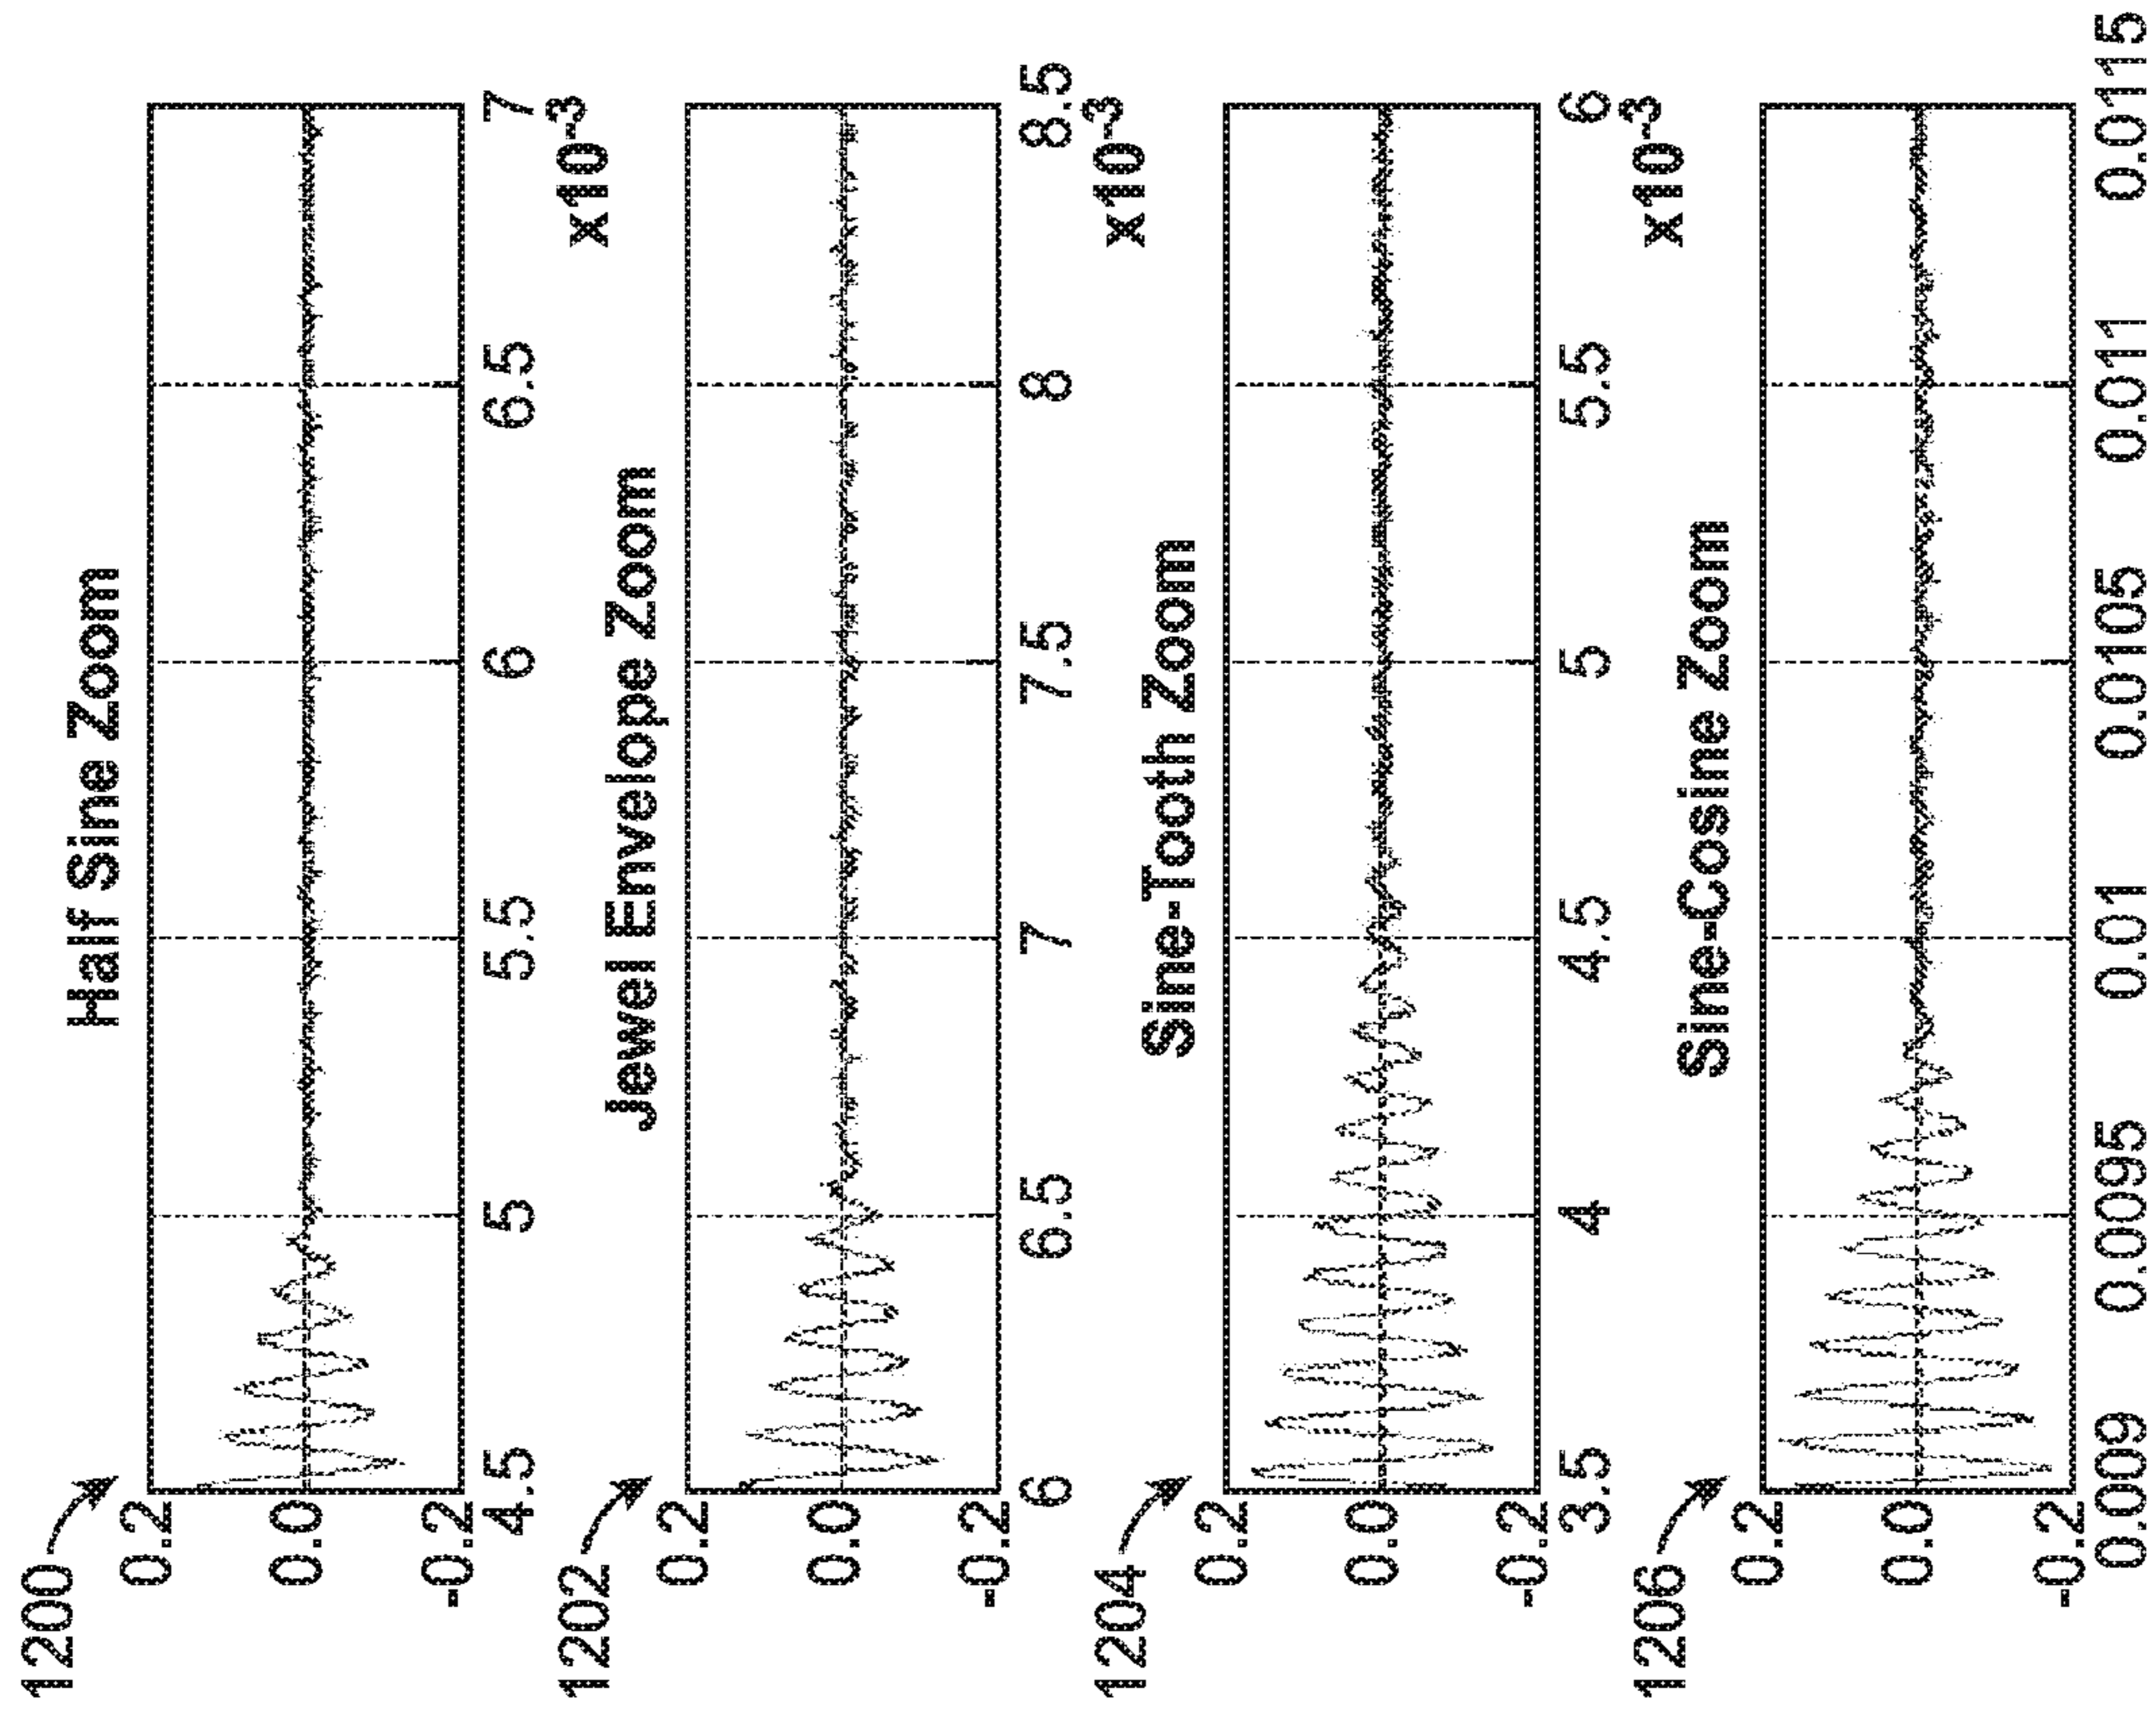 1200
Half Sine Zoom
0.2
0.0
-0.2
4.5 5 5.5 6 6.5 7
x10-3
1202
Jewel Envelope Zoom
0.2
0.0
-0.2
6 6.5 7 7.5 8 8.5
x10-3
1204
Sine-Tooth Zoom
0.2
0.0
-0.2
3.5 4 4.5 5 5.5 6
x10-3
1206
Sine-Cosine Zoom
0.2
0.0
-0.2
0.009 0.0095 0.01 0.0105 0.011 0.0115